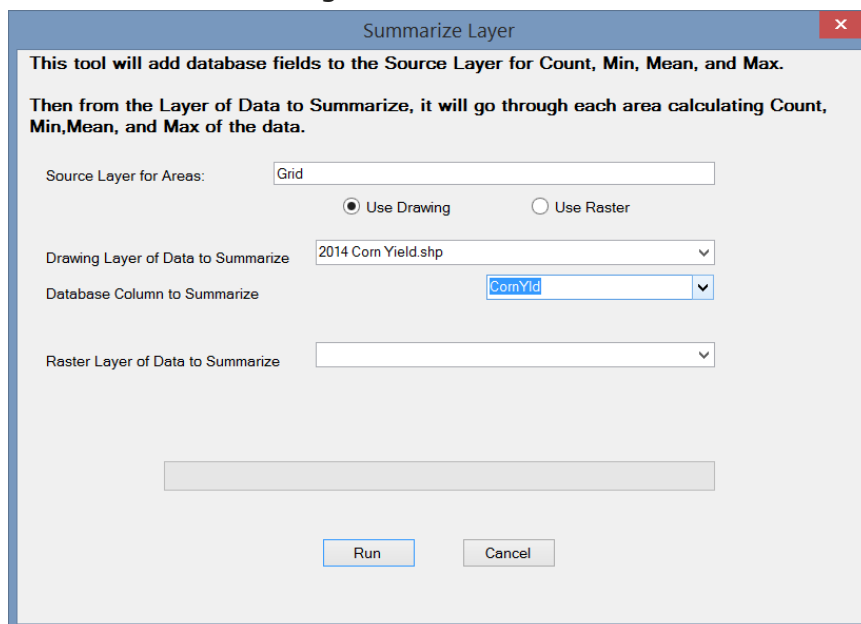 Summarize Layer
This tool will add database fields to the Source Layer for Count, Min, Mean, and Max.
Then from the Layer of Data to Summarize, it will go through each area calculating Count,
Min,Mean, and Max of the data.
Source Layer for Areas: Grid
Use Drawing Use Raster
Drawing Layer of Data to Summarize 2014 Corn Yield.shp
Database Column to Summarize CornYld
Raster Layer of Data to Summarize
Run Cancel